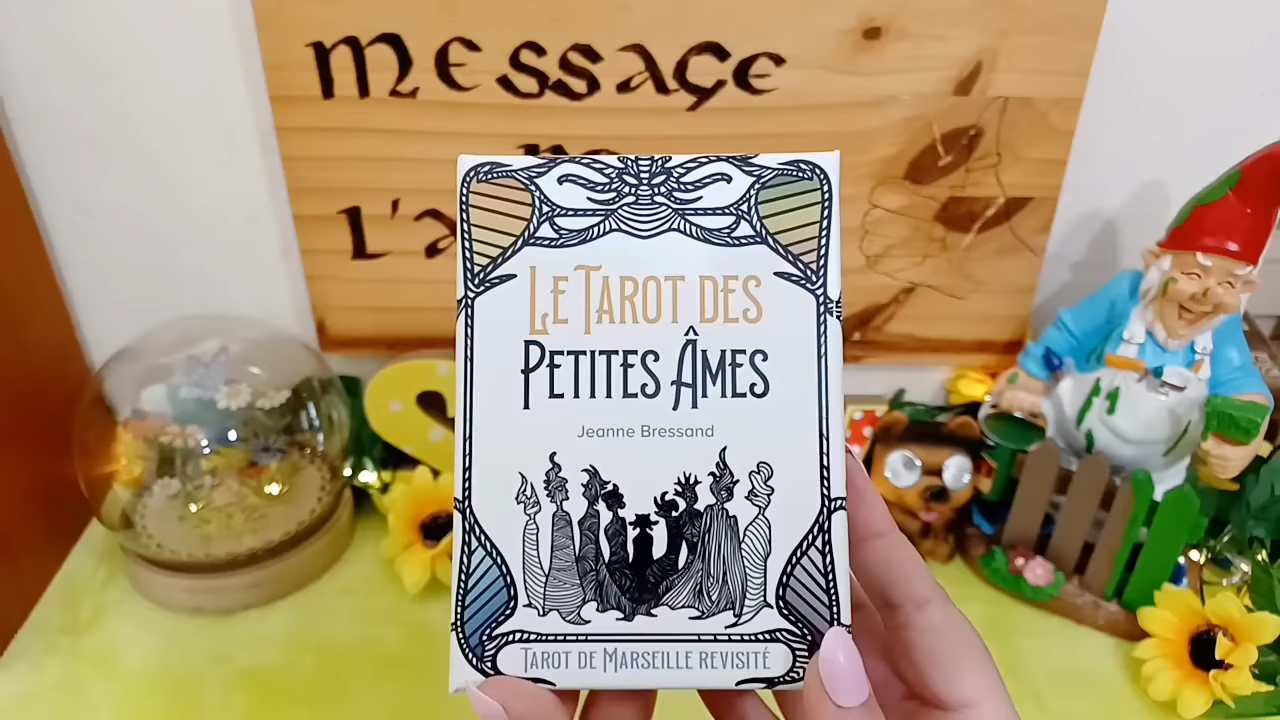 MESSAGE
LE TAROT DES
PETITES ÂMES
Jeanne Bressand
TAROT DE MARSEILLE REVISITÉ